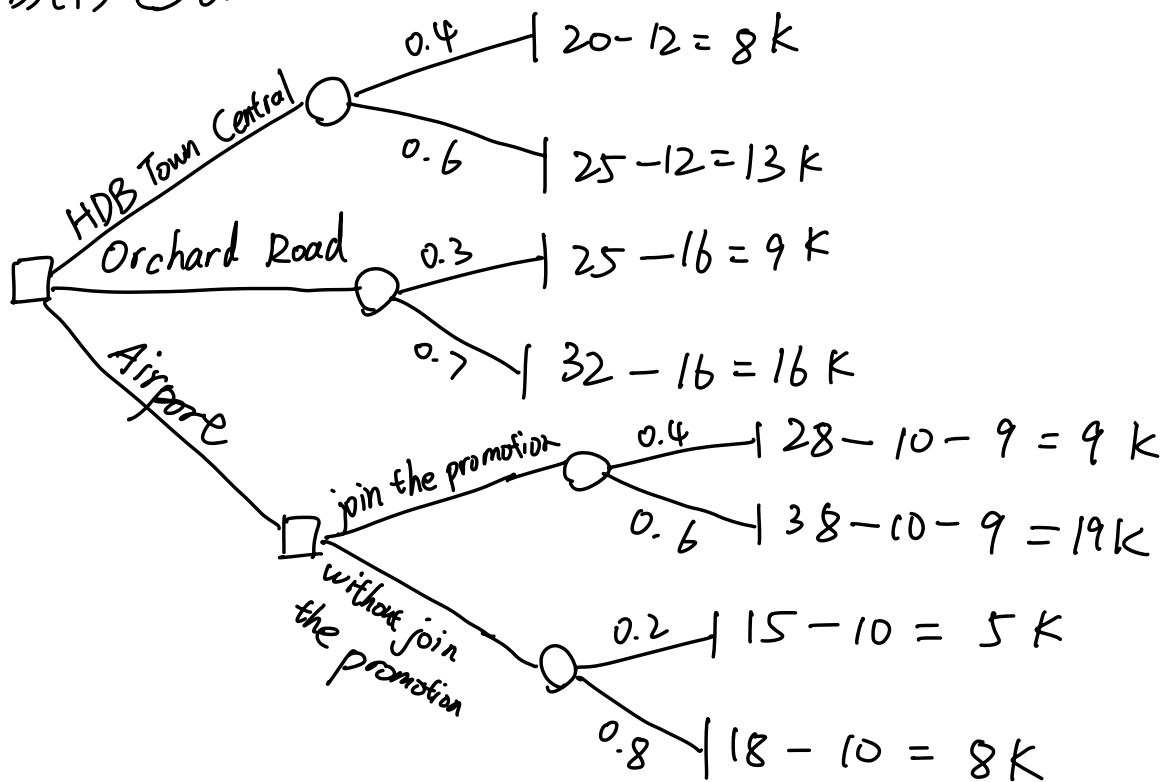 0.4 20-12=8K
HDB Town Central
0.6 25-12=13K
Orchard Road
0.3 25-16=9K
0.7 32-16=16K
Airpore
join the promotion
0.4 28-10-9=9K
0.6 38-10-9=19K
without join
the promotion
0.2 15-10=5K
0.8 18-10=8K